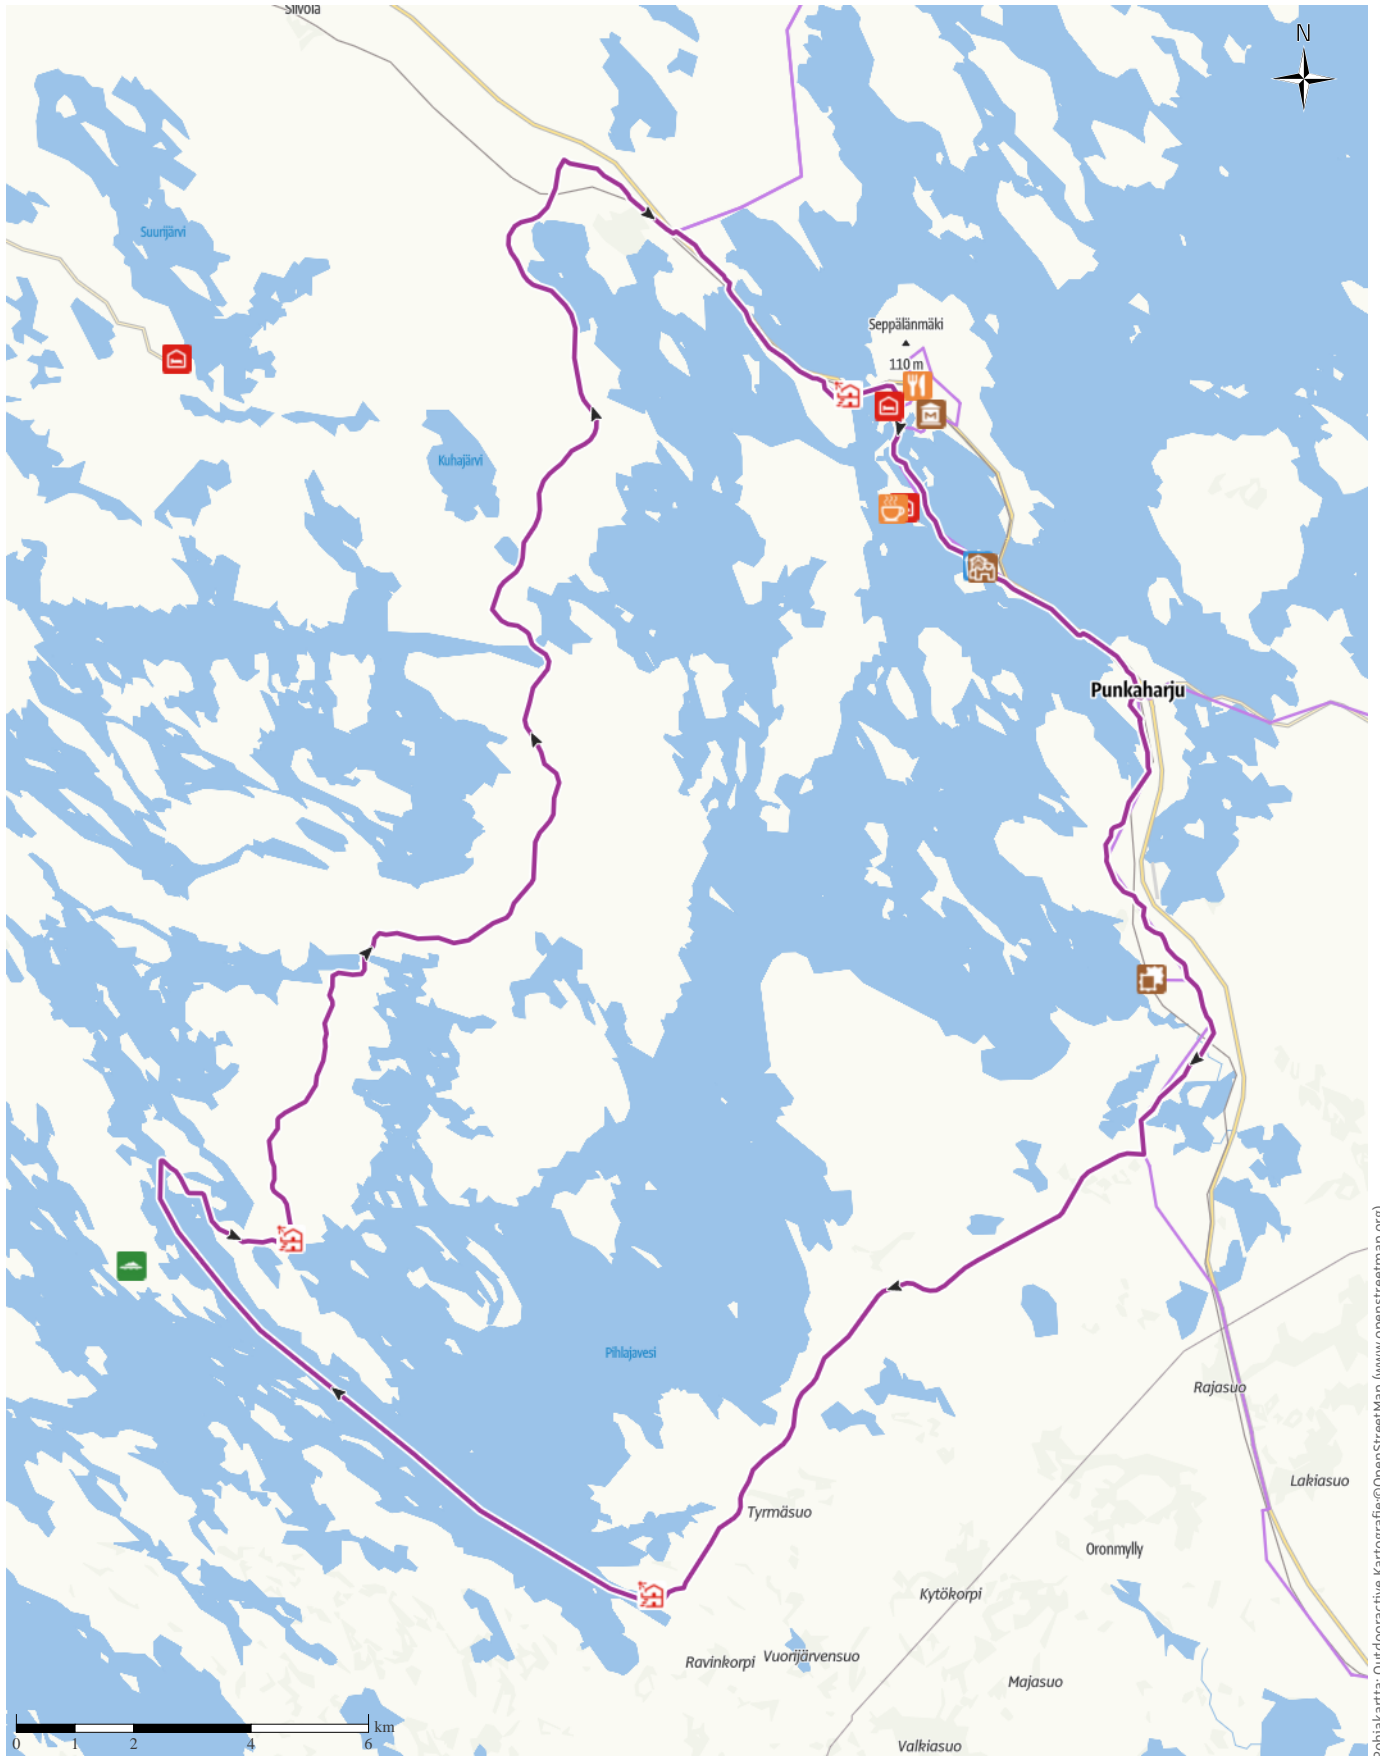 Silvola
N
Suurijärvi
Seppälänmäki
110 m
Kuhajärvi
Punkaharju
Pihlajavesi
Rajasuo
Lakiasuo
Tyrmäsuo
Oronmylly
Kytökorpi
Ravinkorpi
Vuorijärvensuo
Majasuo
Valkiasuo
km
0 1 2 4 6
Pohjakartta: Outdooractive Kartografie;©OpenStreetMap (www.openstreetmap.org)